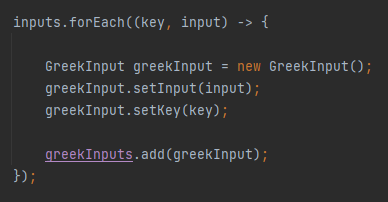 inputs.forEach((key, input) -> {
GreekInput greekInput = new GreekInput();
greekInput.setInput(input);
greekInput.setKey(key);
greekInputs.add(greekInput);
});